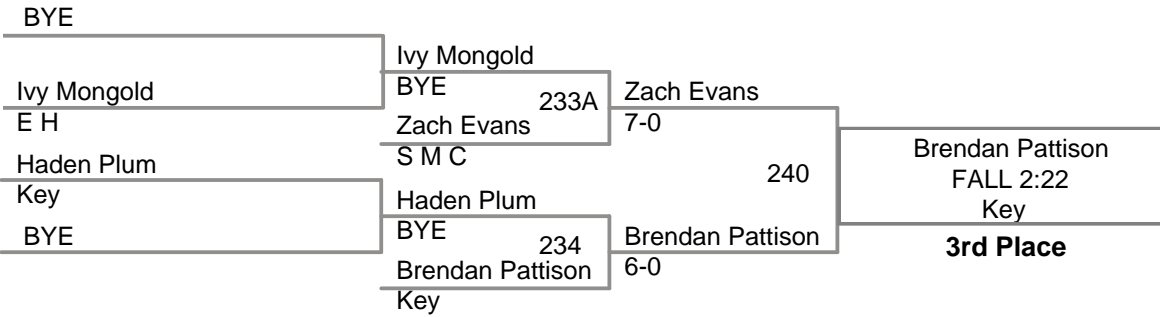 BYE
Ivy Mongold
E H
Haden Plum
Key
BYE
Ivy Mongold
BYE
233A
Zach Evans
S M C
Haden Plum
BYE
234
Brendan Pattison
Key
Zach Evans
7-0
240
Brendan Pattison
6-0
Brendan Pattison
FALL 2:22
Key
3rd Place